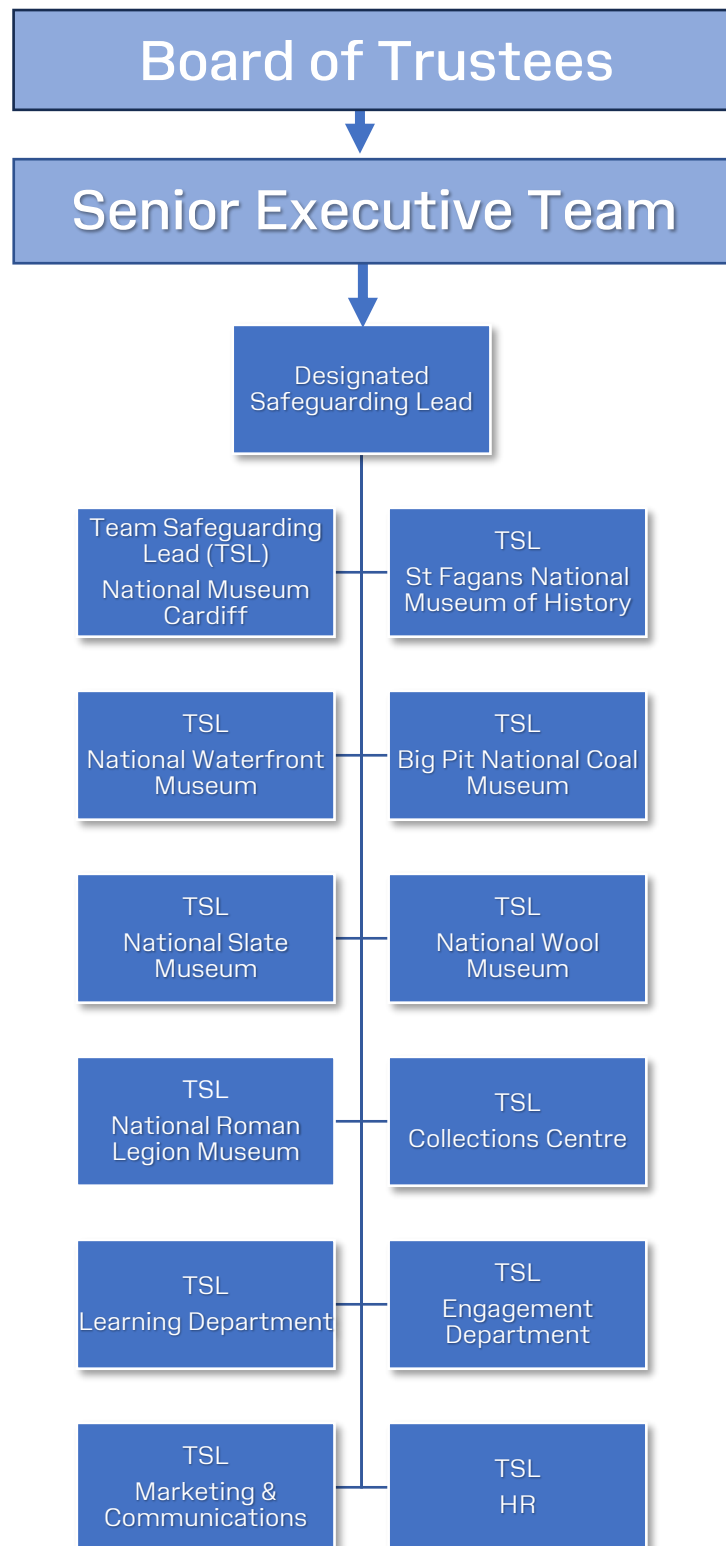 Board of Trustees
Senior Executive Team
Designated
Safeguarding Lead
Team Safeguarding
Lead (TSL)
National Museum
Cardiff
TSL
St Fagans National
Museum of History
TSL
National Waterfront
Museum
TSL
Big Pit National Coal
Museum
TSL
National Slate
Museum
TSL
National Wool
Museum
TSL
National Roman
Legion Museum
TSL
Collections Centre
TSL
Learning Department
TSL
Engagement
Department
TSL
Marketing &
Communications
TSL
HR